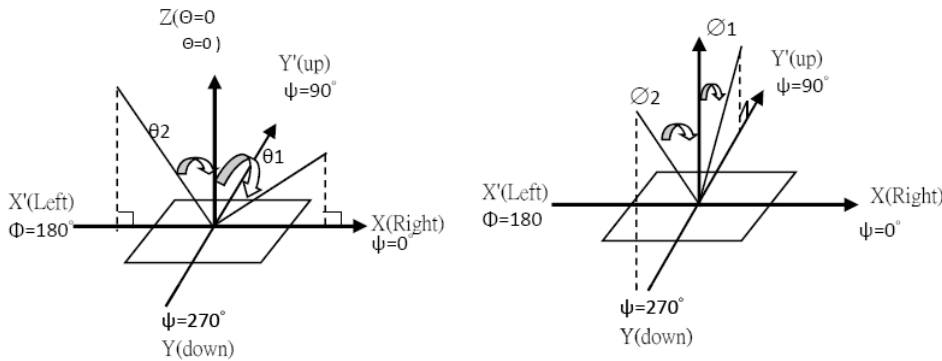 Z(Θ=0
Θ=0 )
Y'(up)
ψ=90°
θ2
θ1
X'(Left)
Φ=180°
X(Right)
ψ=0°
ψ=270°
Y(down)
∅1
Y'(up)
ψ=90°
∅2
X'(Left)
Φ=180
X(Right)
ψ=0°
ψ=270°
Y(down)